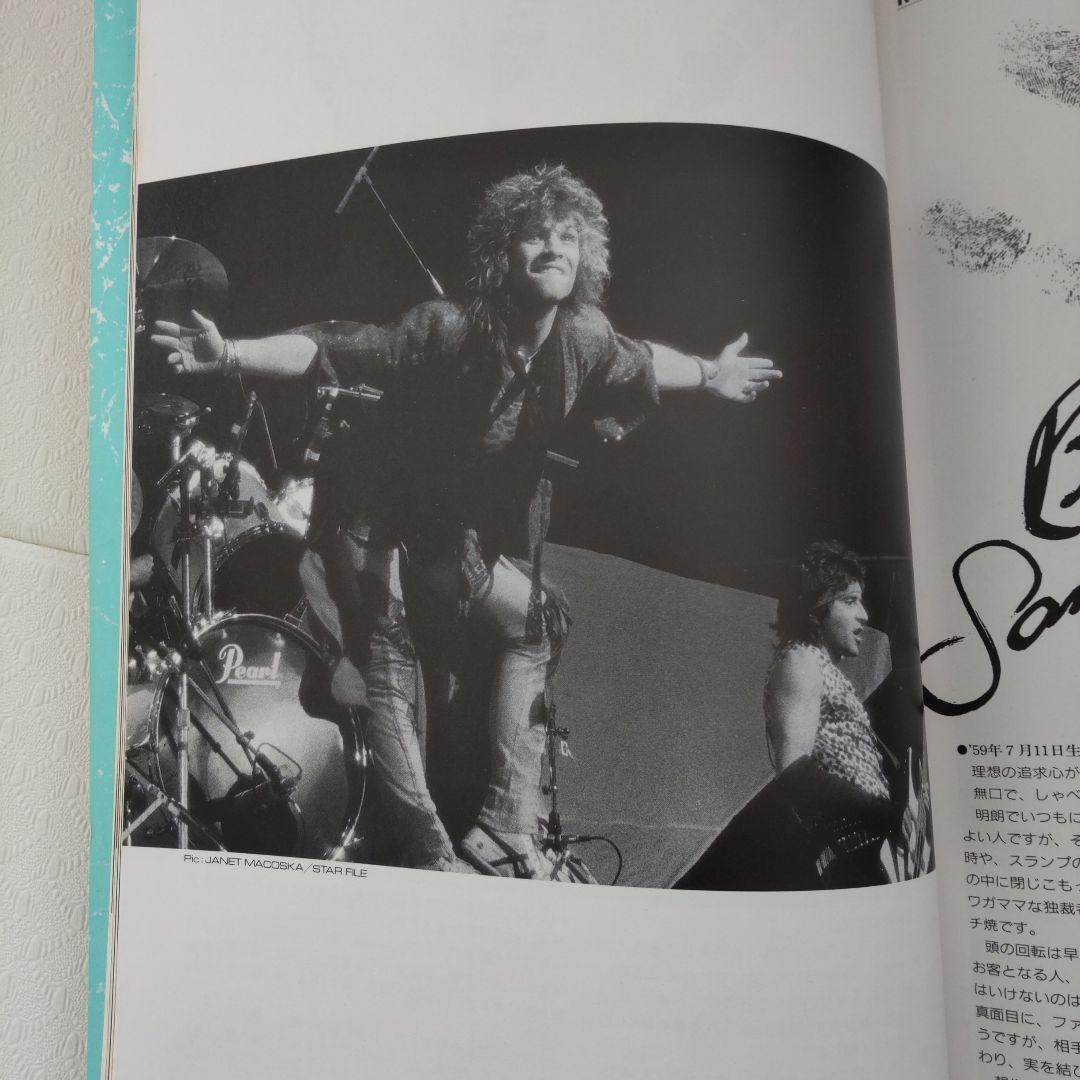 Pearl
Pic:JANET MACOSKA/STAR FILE
Sam
●'59年7月11日生
理想の追求心が
無口で、しゃべ
明朗でいつもに
よい人ですが、そ
時や、スランプの
の中に閉じこもっ
ワガママな独裁者
チ焼です。
頭の回転は早
お客となる人、
はいけないのは
真面目に、ファ
うですが、相手
わり、実を結び